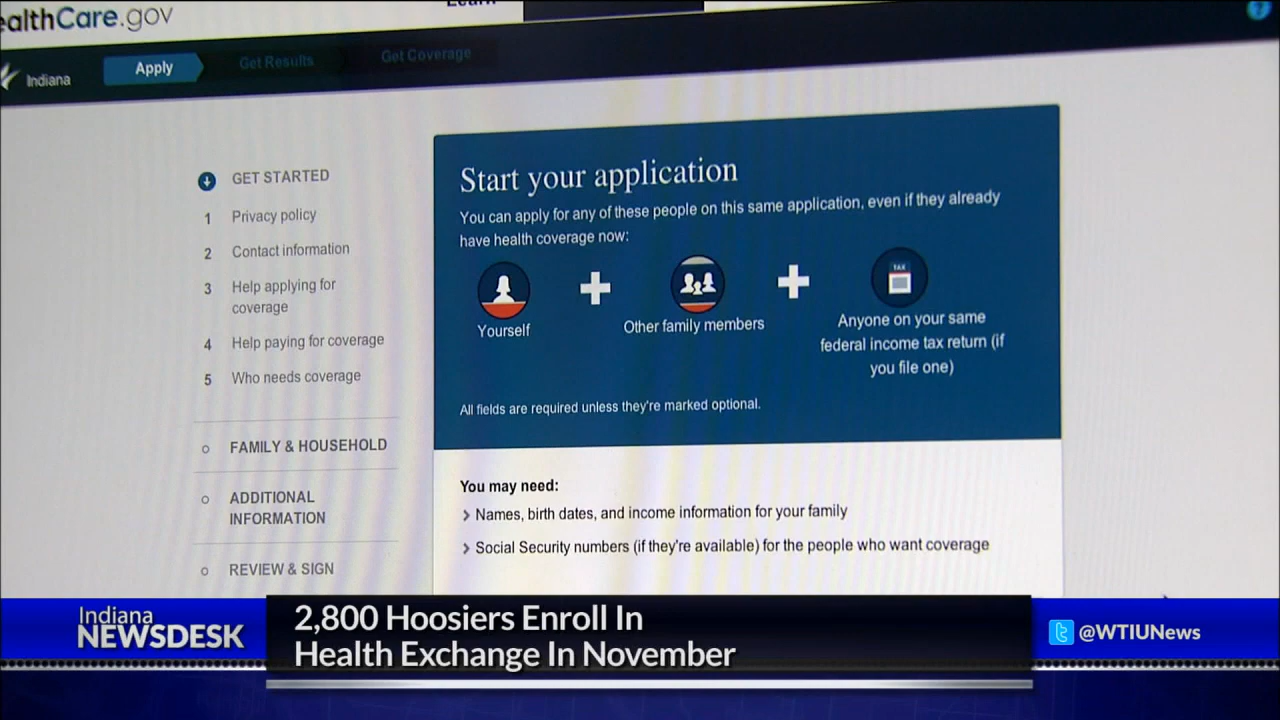 ealthCare.gov
Learn
Indiana
Apply
Get Results
Get Coverage
GET STARTED
1 Privacy policy
2 Contact information
3 Help applying for
coverage
4 Help paying for coverage
5 Who needs coverage
FAMILY & HOUSEHOLD
ADDITIONAL
INFORMATION
REVIEW & SIGN
Start your application
You can apply for any of these people on this same application, even if they already
have health coverage now:
Yourself
Other family members
TAX
Anyone on your same
federal income tax return (if
you file one)
All fields are required unless they're marked optional.
You may need:
Names, birth dates, and income information for your family
Social Security numbers (if they're available) for the people who want coverage
Indiana
NEWSDESK
2,800 Hoosiers Enroll In
Health Exchange In November
@WTIUNews